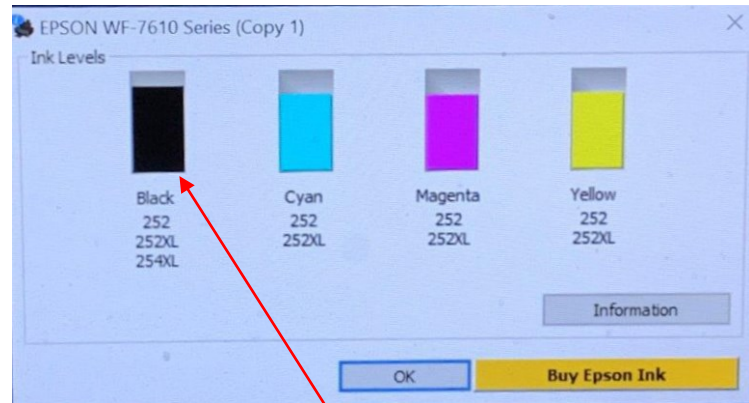 EPSON WF-7610 Series (Copy 1)
Ink Levels
Black Cyan Magenta Yellow
252 252 252 252
252XL 252XL 252XL 252XL
254XL
Information
OK Buy Epson Ink